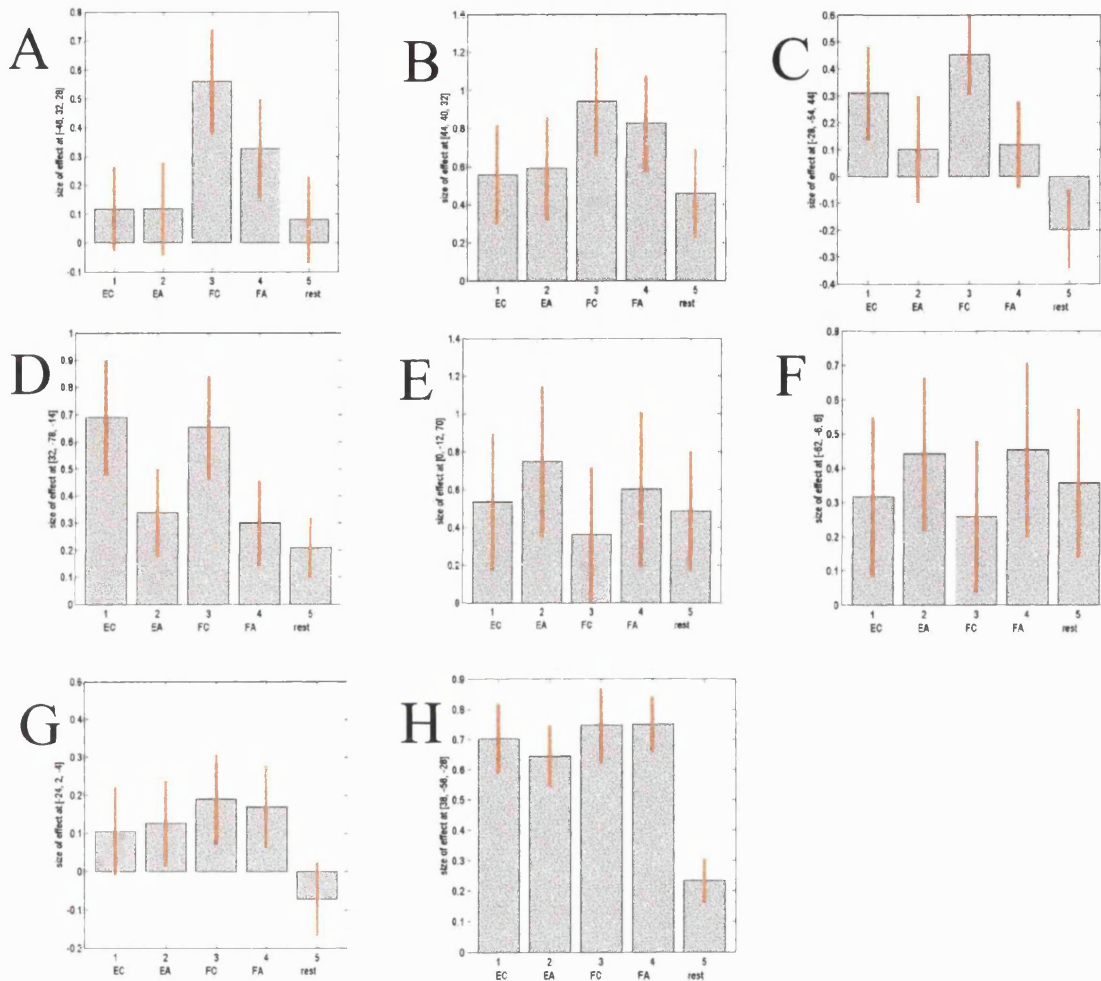 A
size of effect at [-48, 32, 28]
0.8
0.7
0.6
0.5
0.4
0.3
0.2
0.1
0
-0.1
1 2 3 4 5
EC EA FC FA rest
B
size of effect at [44, 40, 32]
1.4
1.2
1
0.8
0.6
0.4
0.2
0
1 2 3 4 5
EC EA FC FA rest
C
size of effect at [-28, -54, 44]
0.6
0.5
0.4
0.3
0.2
0.1
0
-0.1
-0.2
-0.3
-0.4
1 2 3 4 5
EC EA FC FA rest
D
size of effect at [32, -78, -14]
1
0.9
0.8
0.7
0.6
0.5
0.4
0.3
0.2
0.1
0
1 2 3 4 5
EC EA FC FA rest
E
size of effect at [0, -12, 70]
1.4
1.2
1
0.8
0.6
0.4
0.2
0
1 2 3 4 5
EC EA FC FA rest
F
size of effect at [-62, -6, 6]
0.8
0.7
0.6
0.5
0.4
0.3
0.2
0.1
0
1 2 3 4 5
EC EA FC FA rest
G
size of effect at [-24, 2, -4]
0.5
0.4
0.3
0.2
0.1
0
-0.1
-0.2
1 2 3 4 5
EC EA FC FA rest
H
size of effect at [38, -58, -28]
0.9
0.8
0.7
0.6
0.5
0.4
0.3
0.2
0.1
0
1 2 3 4 5
EC EA FC FA rest